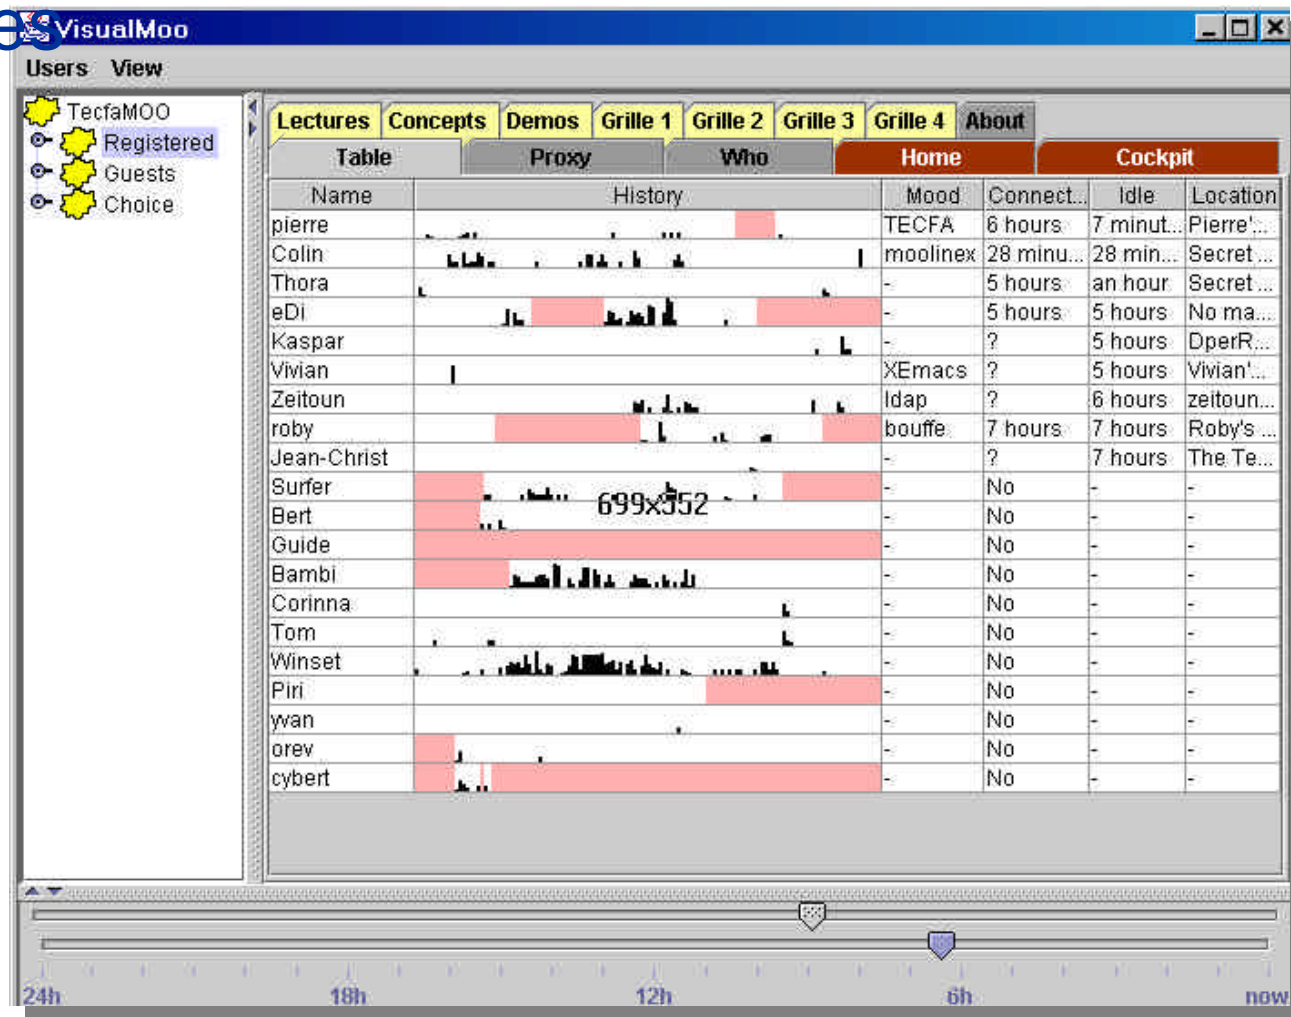 es
VisualMoo
Users View
TecfaMOO
Registered
Guests
Choice
Lectures Concepts Demos Grille 1 Grille 2 Grille 3 Grille 4 About
Table Proxy Who Home Cockpit
Name History Mood Connect... Idle Location
pierre TECFA 6 hours 7 minut... Pierre'...
Colin moolinex 28 minu... 28 min... Secret ...
Thora - 5 hours an hour Secret ...
eDi - 5 hours 5 hours No ma...
Kaspar - ? 5 hours DperR...
Vivian XEmacs ? 5 hours Vivian'...
Zeitoun ldap ? 6 hours zeitoun...
roby bouffe 7 hours 7 hours Roby's ...
Jean-Christ - ? 7 hours The Te...
Surfer - No - -
699x352
Bert - No - -
Guide - No - -
Bambi - No - -
Corinna - No - -
Tom - No - -
Winset - No - -
Piri - No - -
yvan - No - -
orev - No - -
cybert - No - -
24h 18h 12h 6h now